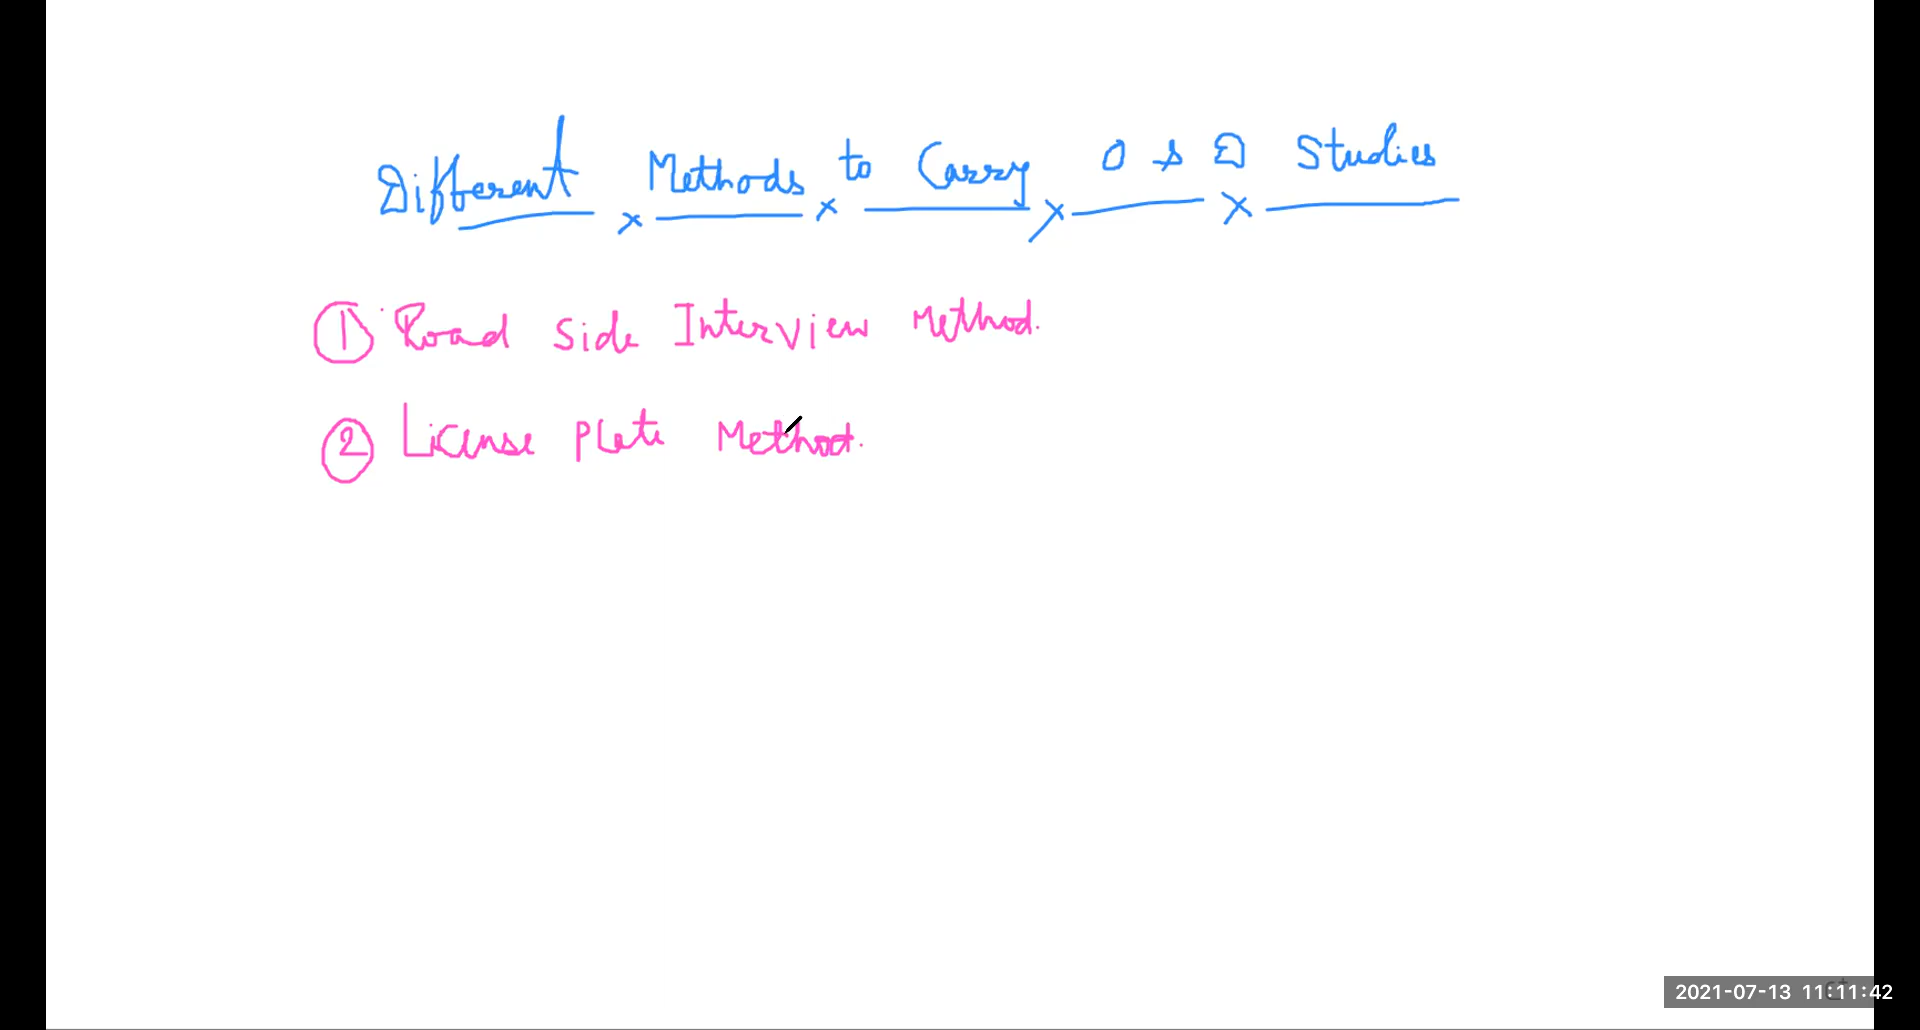 Different Methods to Carry O & D Studies
① Road Side Interview Method.
② License Plate Method.
2021-07-13 11:11:42